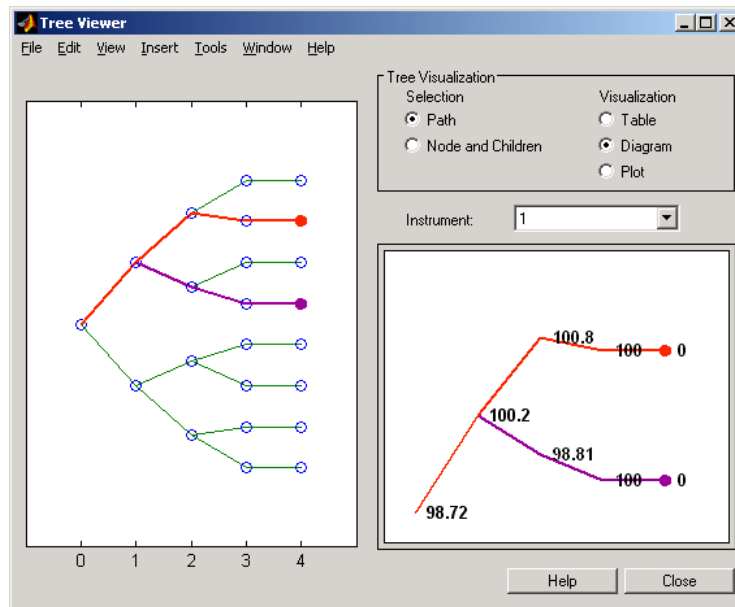 Tree Viewer
File Edit View Insert Tools Window Help
Tree Visualization
Selection
Visualization
Path
Table
Node and Children
Diagram
Plot
Instrument:
1
0 1 2 3 4
100.8
100 0
100.2
98.81
100 0
98.72
Help
Close